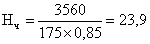 Нч = 3560 / 175×0,85 = 23,9